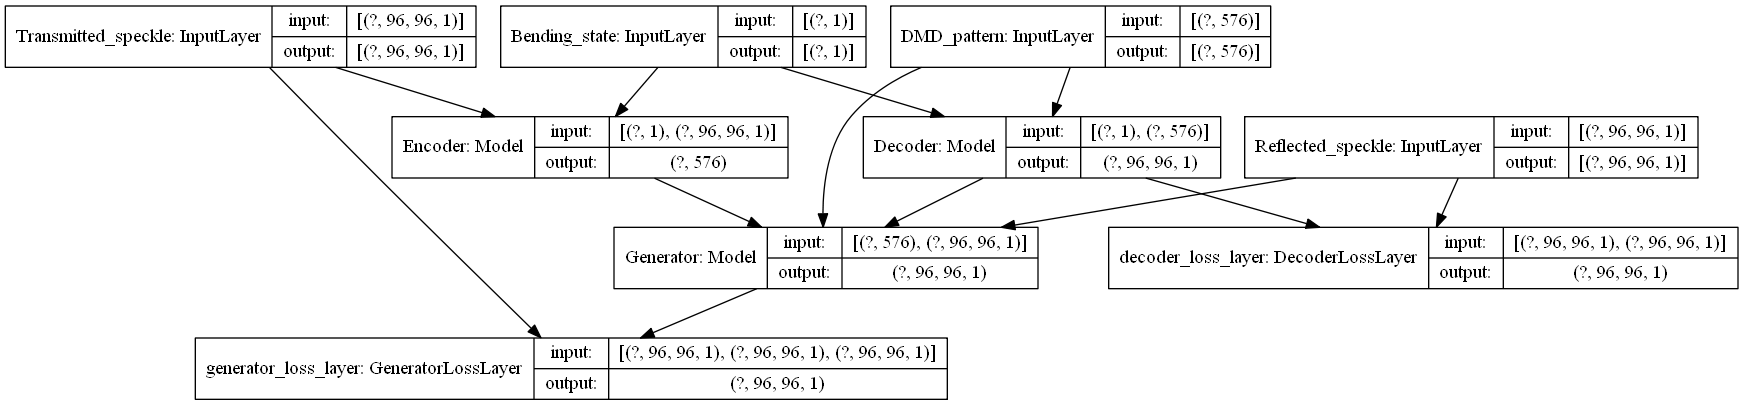 Transmitted_speckle: InputLayer
input:
[(?, 96, 96, 1)]
output:
[(?, 96, 96, 1)]
Bending_state: InputLayer
input:
[(?, 1)]
output:
[(?, 1)]
DMD_pattern: InputLayer
input:
[(?, 576)]
output:
[(?, 576)]
Encoder: Model
input:
[(?, 1), (?, 96, 96, 1)]
output:
(?, 576)
Decoder: Model
input:
[(?, 1), (?, 576)]
output:
(?, 96, 96, 1)
Reflected_speckle: InputLayer
input:
[(?, 96, 96, 1)]
output:
[(?, 96, 96, 1)]
Generator: Model
input:
[(?, 576), (?, 96, 96, 1)]
output:
(?, 96, 96, 1)
decoder_loss_layer: DecoderLossLayer
input:
[(?, 96, 96, 1), (?, 96, 96, 1)]
output:
(?, 96, 96, 1)
generator_loss_layer: GeneratorLossLayer
input:
[(?, 96, 96, 1), (?, 96, 96, 1), (?, 96, 96, 1)]
output:
(?, 96, 96, 1)